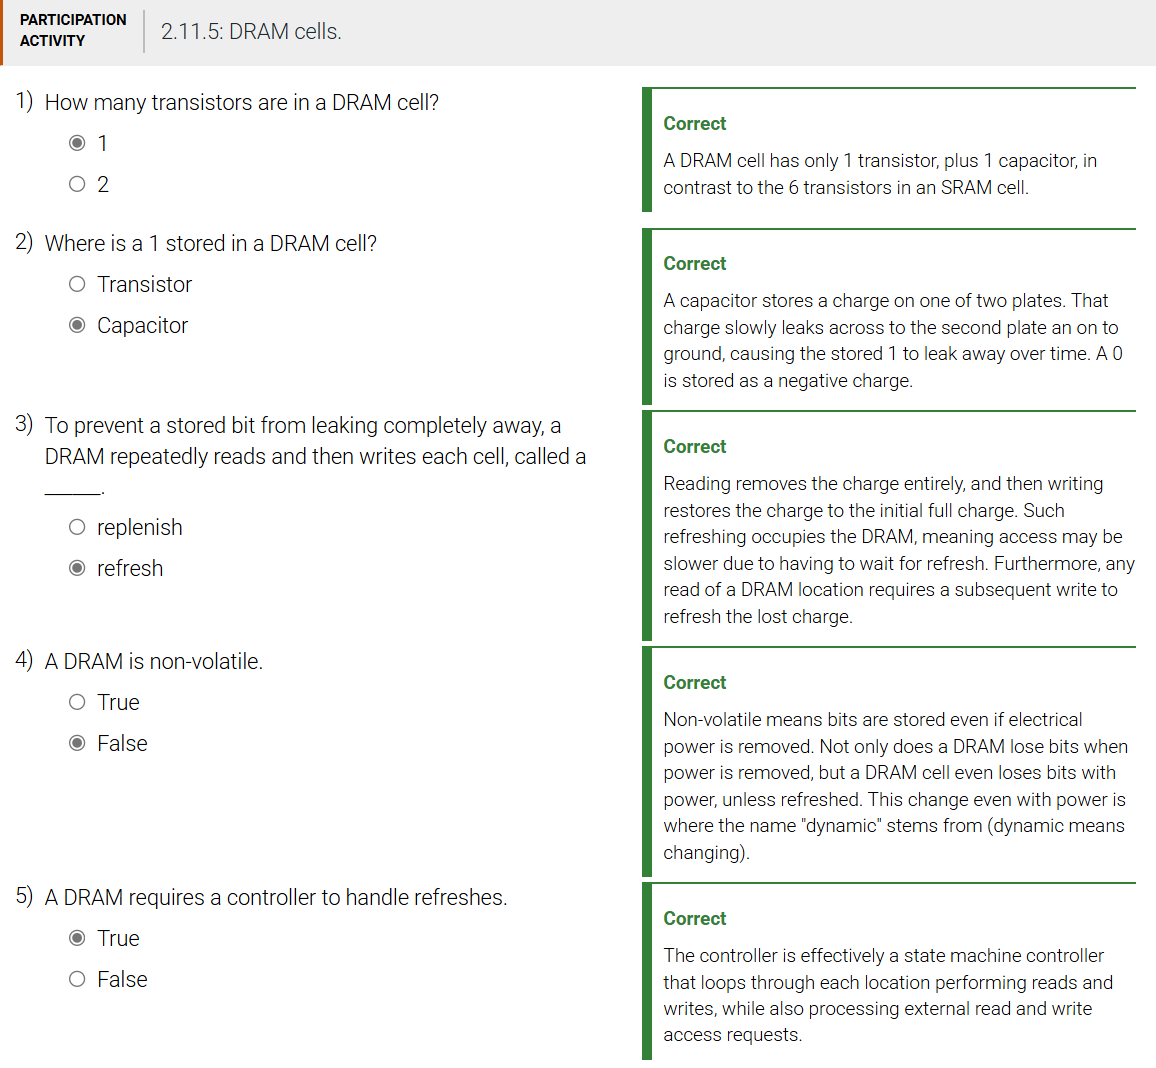 PARTICIPATION
ACTIVITY
2.11.5: DRAM cells.
1) How many transistors are in a DRAM cell?
1
2
Correct
A DRAM cell has only 1 transistor, plus 1 capacitor, in
contrast to the 6 transistors in an SRAM cell.
2) Where is a 1 stored in a DRAM cell?
Transistor
Capacitor
Correct
A capacitor stores a charge on one of two plates. That
charge slowly leaks across to the second plate an on to
ground, causing the stored 1 to leak away over time. A 0
is stored as a negative charge.
3) To prevent a stored bit from leaking completely away, a
DRAM repeatedly reads and then writes each cell, called a
_____.
replenish
refresh
Correct
Reading removes the charge entirely, and then writing
restores the charge to the initial full charge. Such
refreshing occupies the DRAM, meaning access may be
slower due to having to wait for refresh. Furthermore, any
read of a DRAM location requires a subsequent write to
refresh the lost charge.
4) A DRAM is non-volatile.
True
False
Correct
Non-volatile means bits are stored even if electrical
power is removed. Not only does a DRAM lose bits when
power is removed, but a DRAM cell even loses bits with
power, unless refreshed. This change even with power is
where the name "dynamic" stems from (dynamic means
changing).
5) A DRAM requires a controller to handle refreshes.
True
False
Correct
The controller is effectively a state machine controller
that loops through each location performing reads and
writes, while also processing external read and write
access requests.